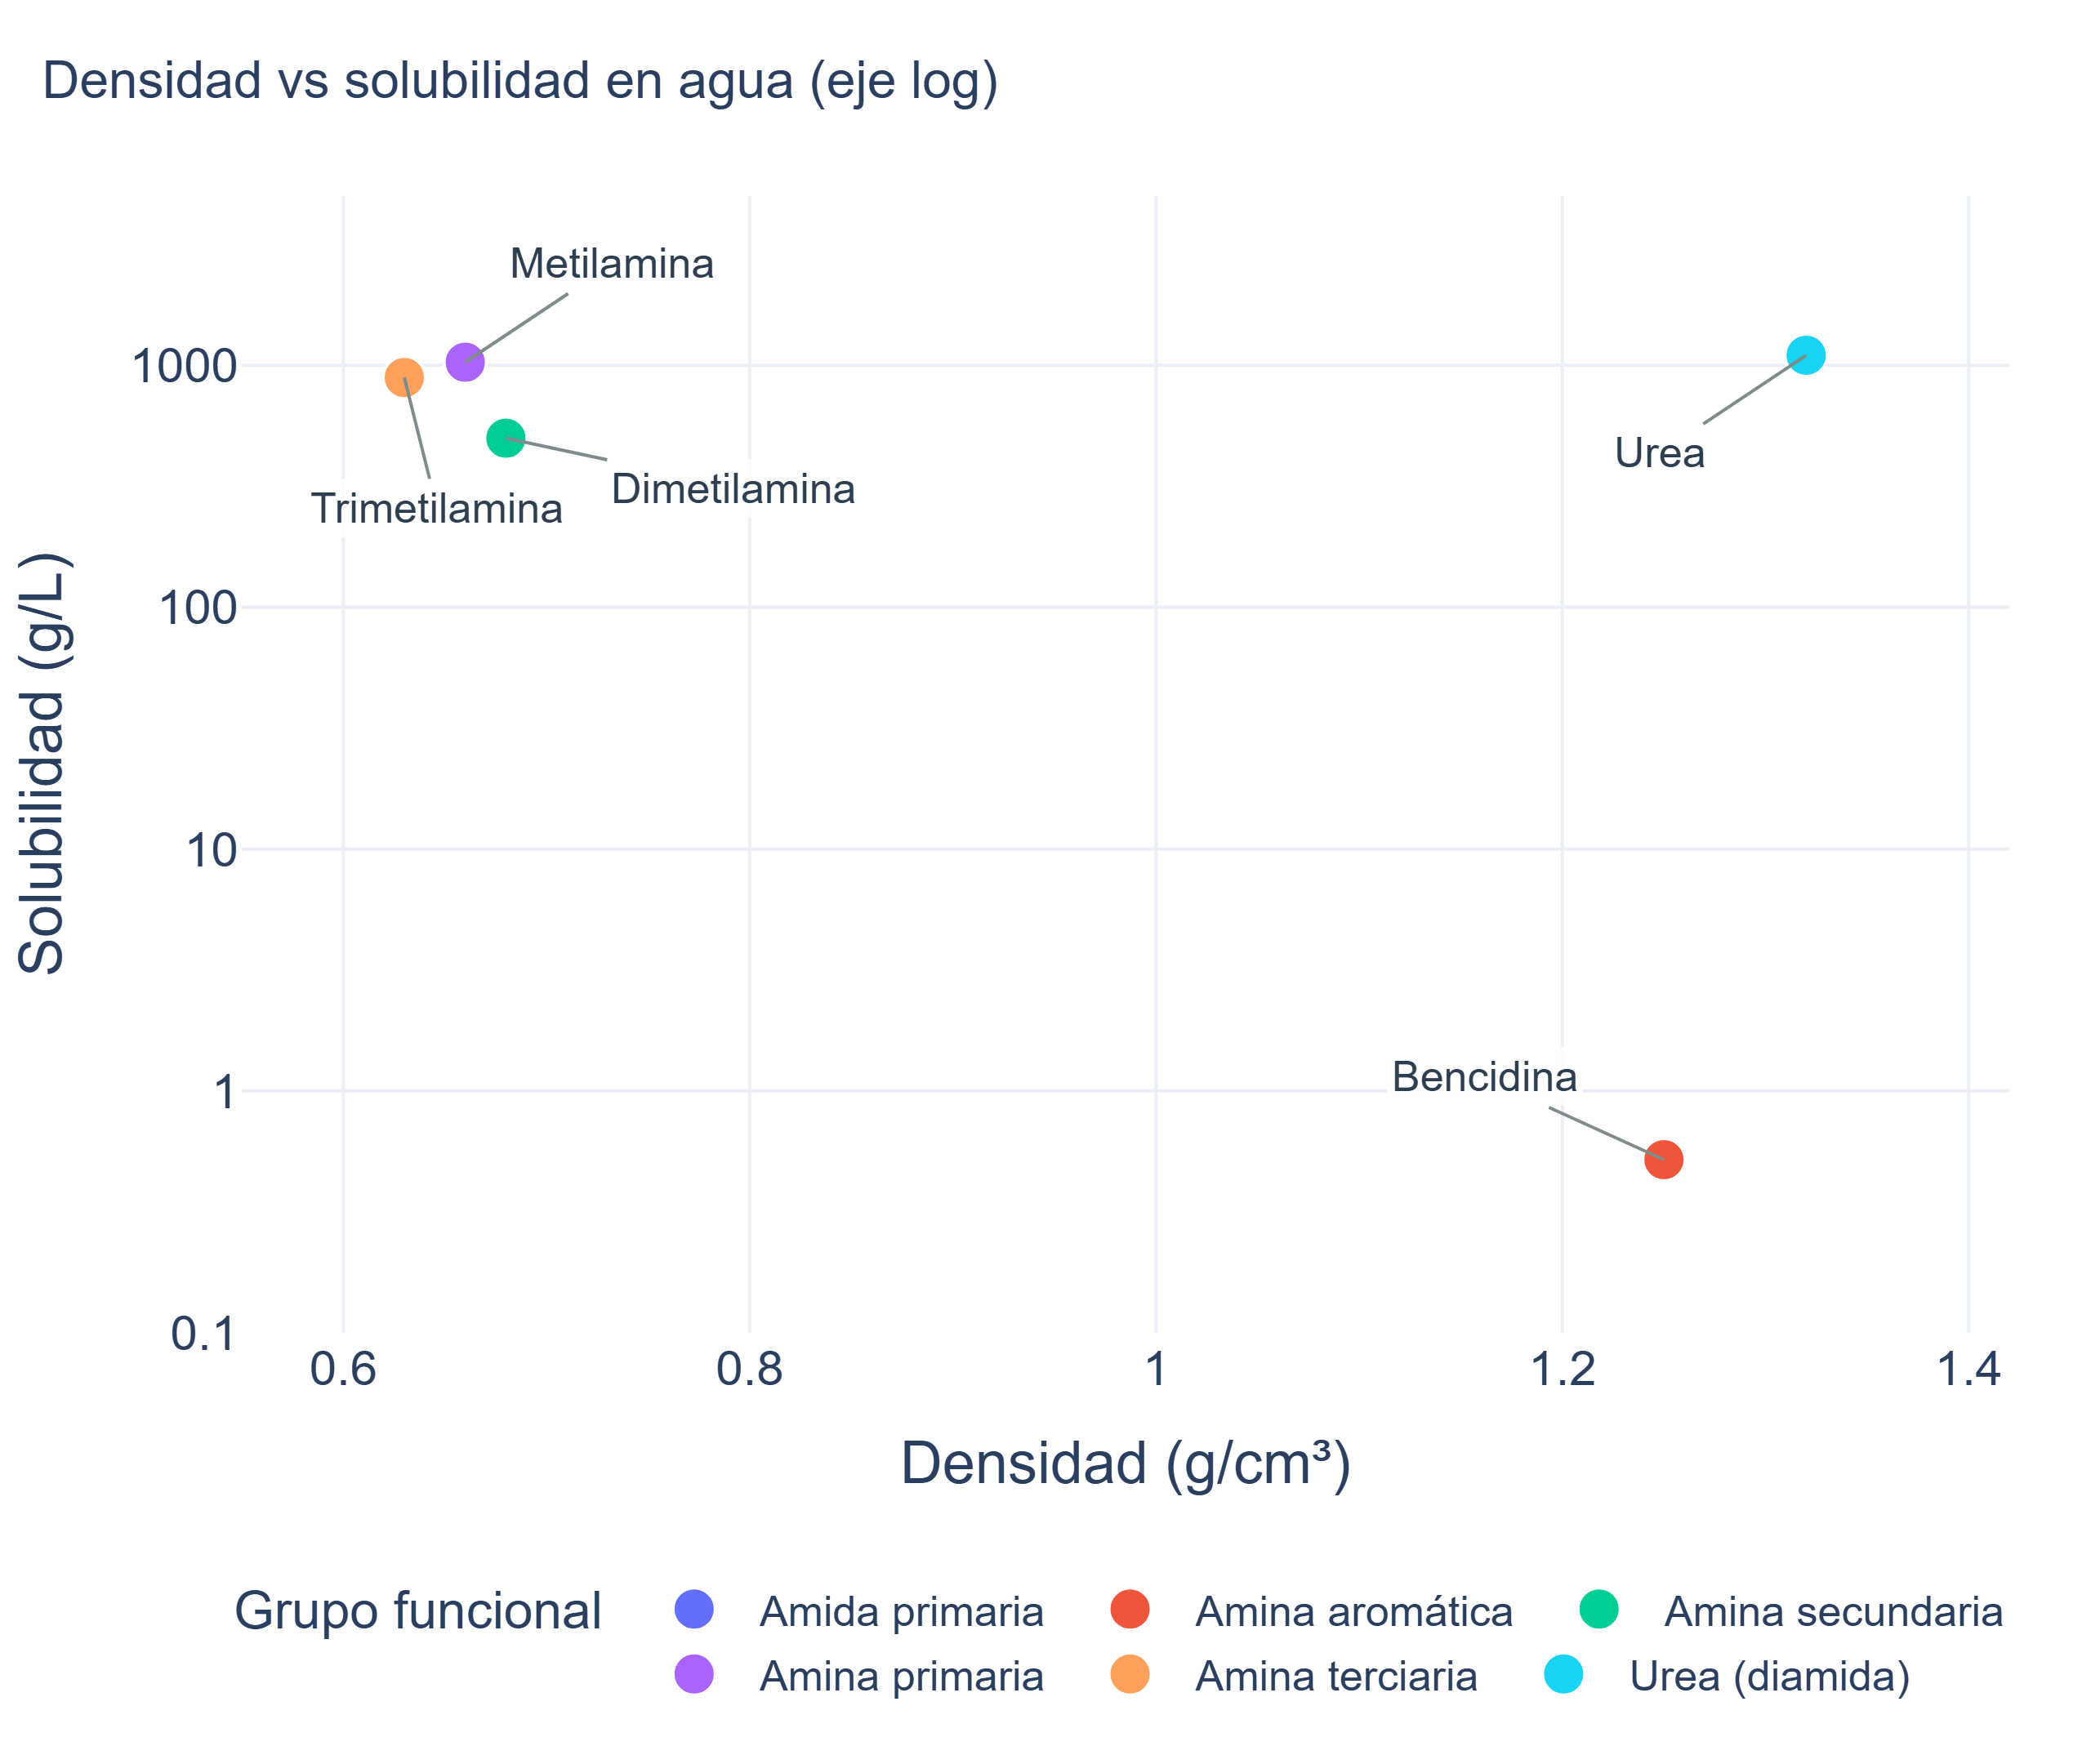 Densidad vs solubilidad en agua (eje log)
Metilamina
Trimetilamina
Dimetilamina
Urea
Bencidina
Solubilidad (g/L)
1000
100
10
1
0.1
0.6
0.8
1
1.2
1.4
Densidad (g/cm³)
Grupo funcional
Amida primaria
Amina aromática
Amina secundaria
Amina primaria
Amina terciaria
Urea (diamida)